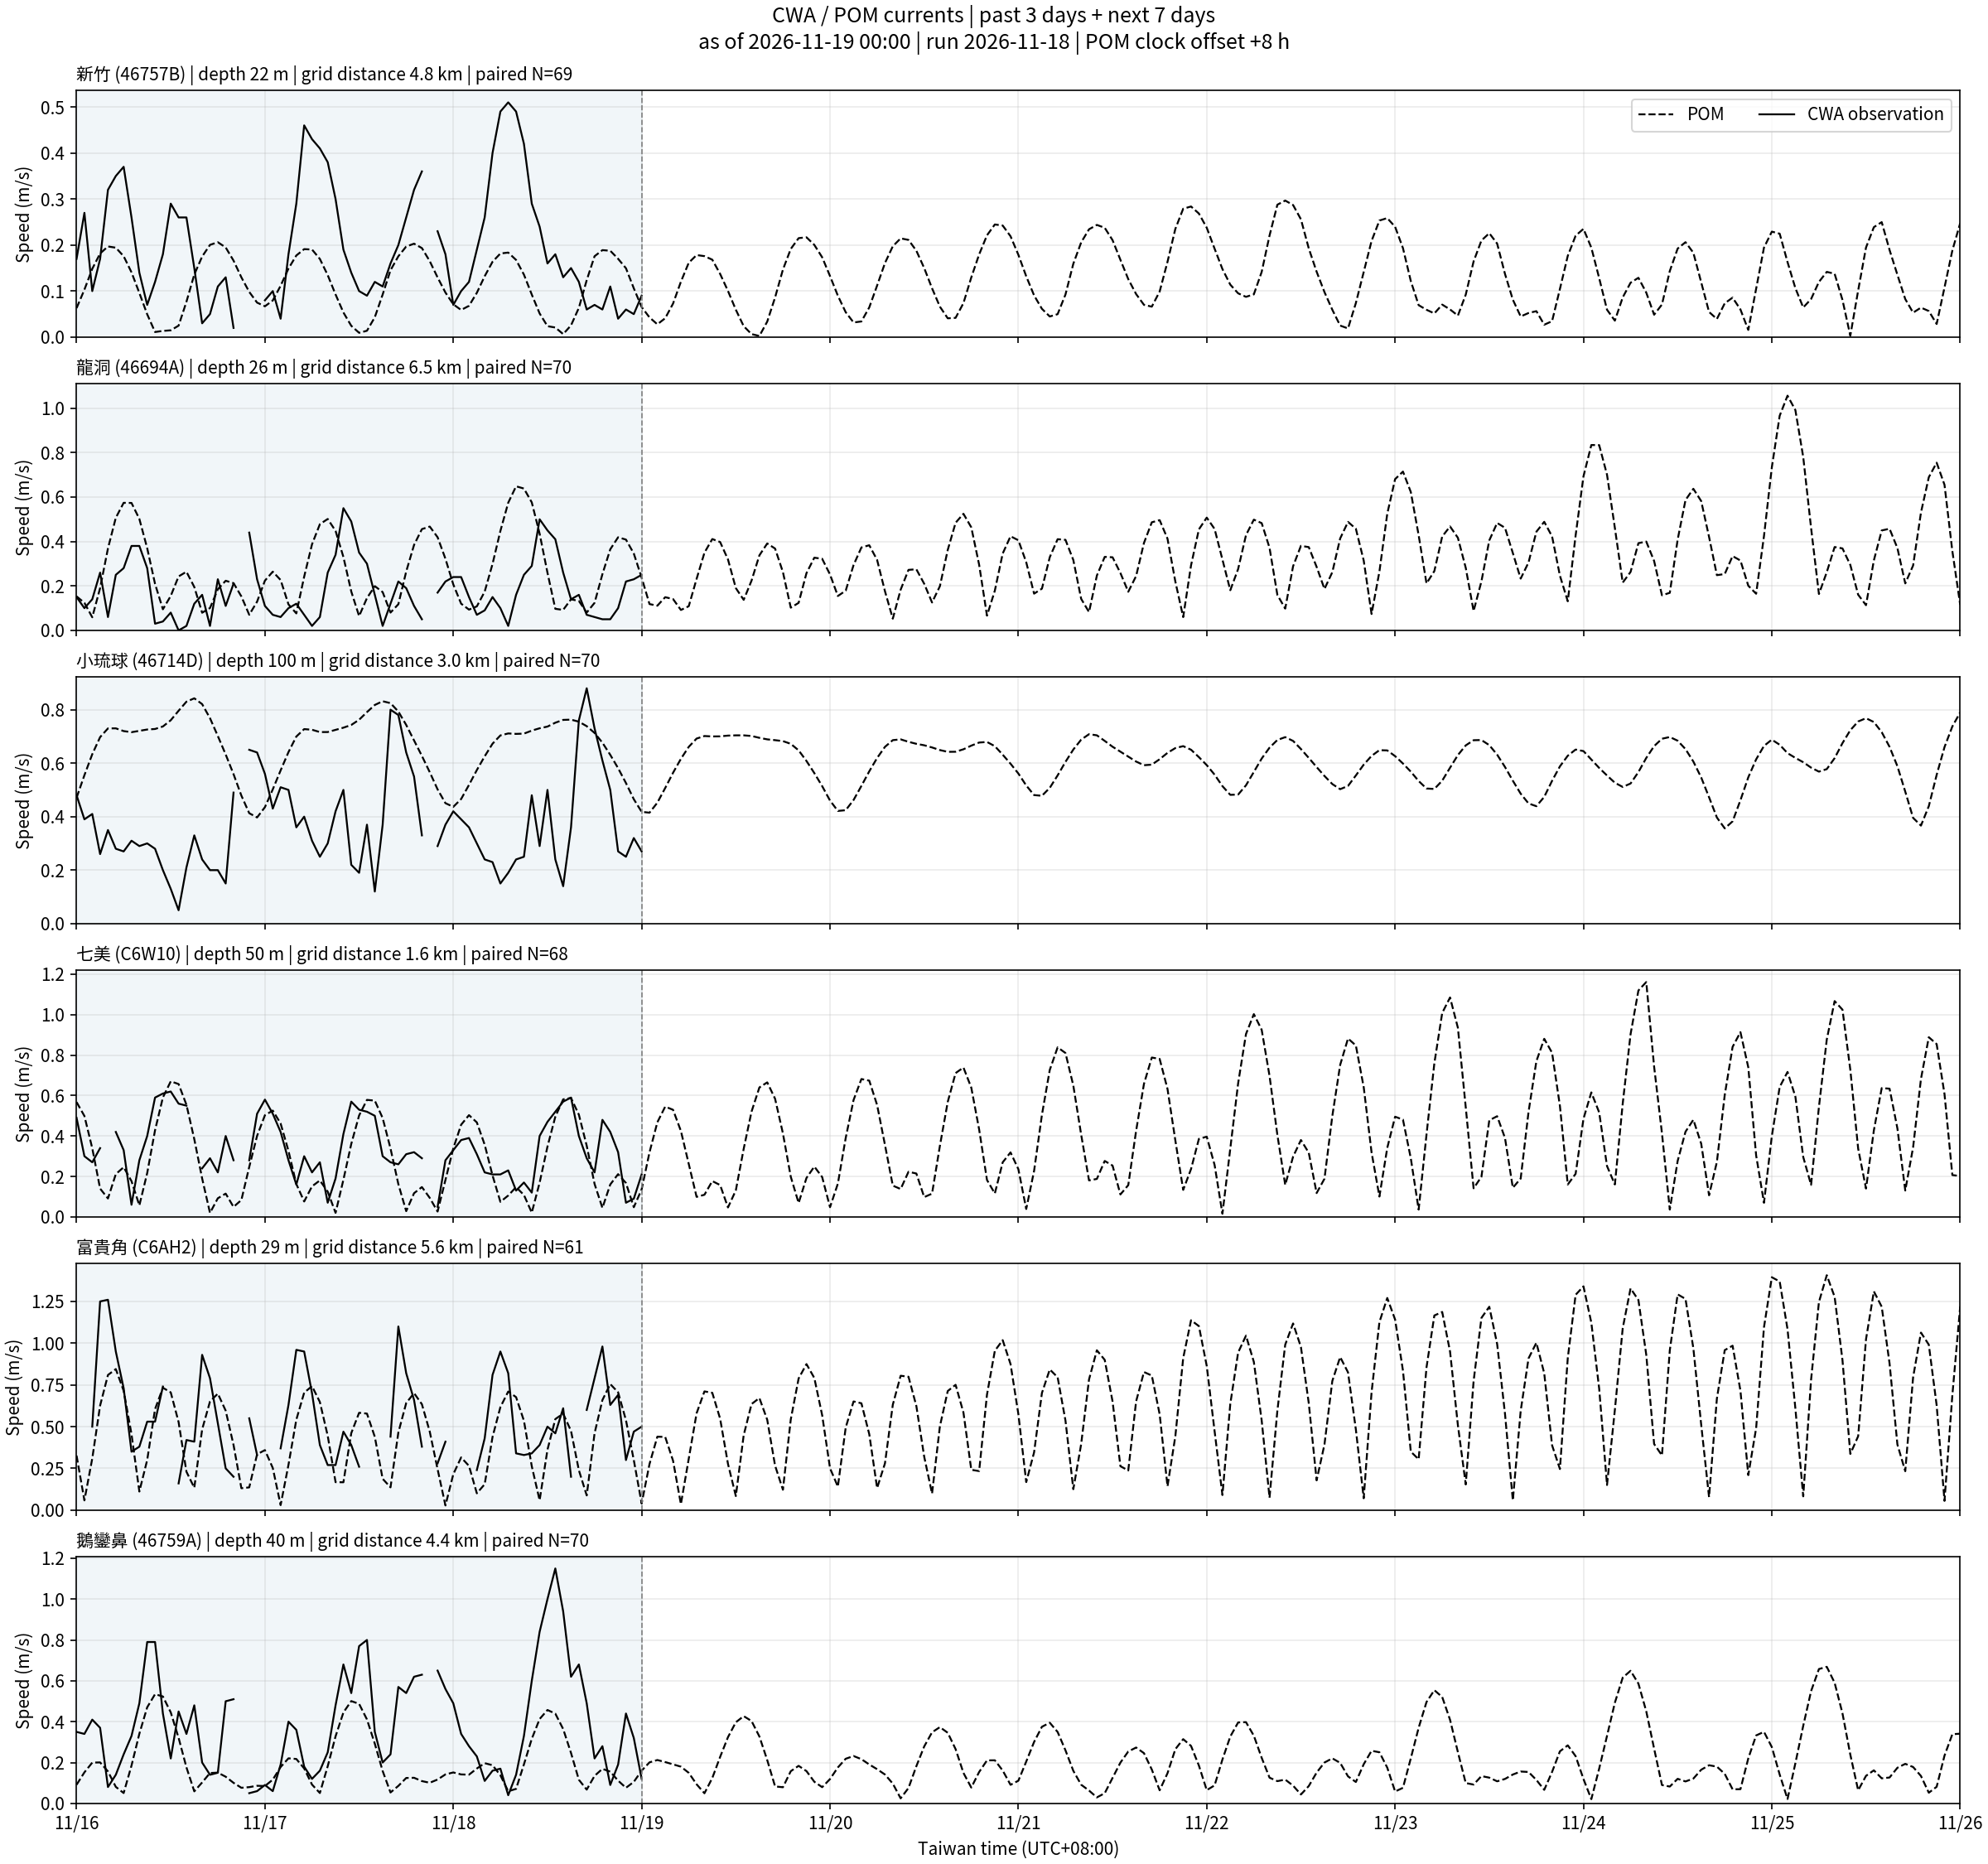 CWA / POM currents | past 3 days + next 7 days
as of 2026-11-19 00:00 | run 2026-11-18 | POM clock offset +8 h
新竹 (46757B) | depth 22 m | grid distance 4.8 km | paired N=69
POM
CWA observation
Speed (m/s)
0.5
0.4
0.3
0.2
0.1
0.0
龍洞 (46694A) | depth 26 m | grid distance 6.5 km | paired N=70
Speed (m/s)
1.0
0.8
0.6
0.4
0.2
0.0
小琉球 (46714D) | depth 100 m | grid distance 3.0 km | paired N=70
Speed (m/s)
0.8
0.6
0.4
0.2
0.0
七美 (C6W10) | depth 50 m | grid distance 1.6 km | paired N=68
Speed (m/s)
1.2
1.0
0.8
0.6
0.4
0.2
0.0
富貴角 (C6AH2) | depth 29 m | grid distance 5.6 km | paired N=61
Speed (m/s)
1.25
1.00
0.75
0.50
0.25
0.00
鵝鑾鼻 (46759A) | depth 40 m | grid distance 4.4 km | paired N=70
Speed (m/s)
1.2
1.0
0.8
0.6
0.4
0.2
0.0
11/16 11/17 11/18 11/19 11/20 11/21 11/22 11/23 11/24 11/25 11/26
Taiwan time (UTC+08:00)